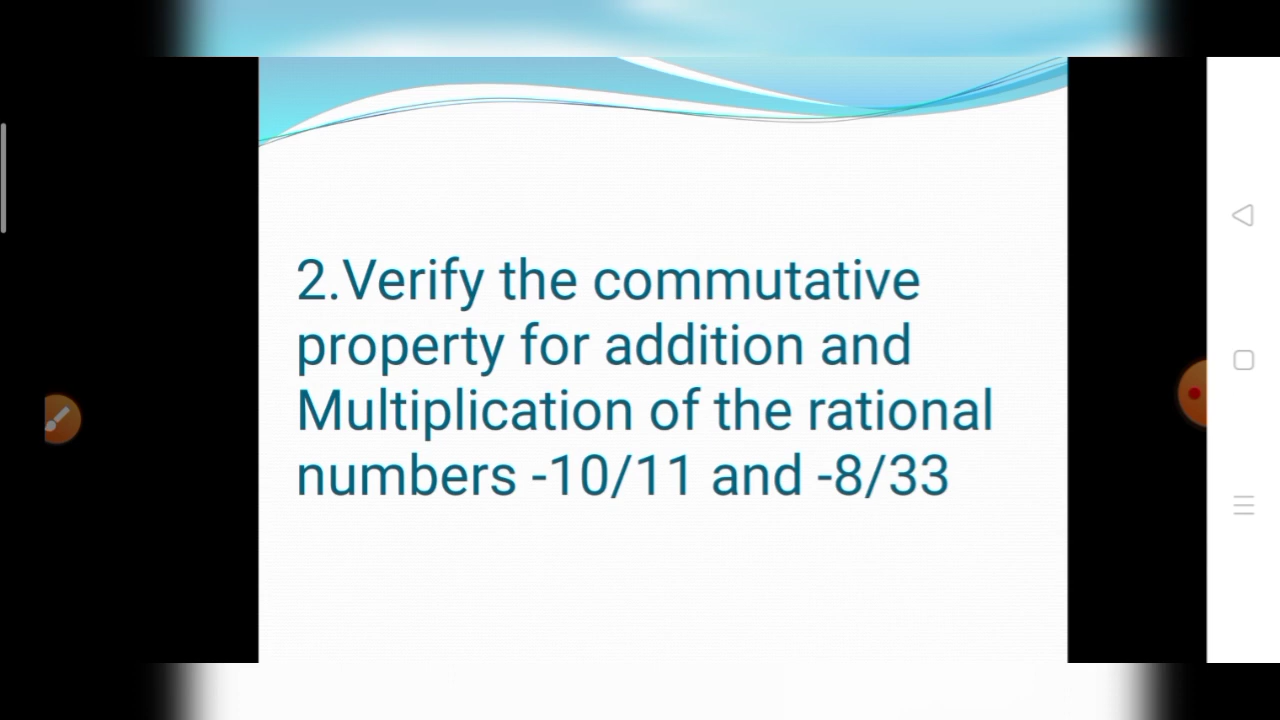 2.Verify the commutative
property for addition and
Multiplication of the rational
numbers -10/11 and -8/33